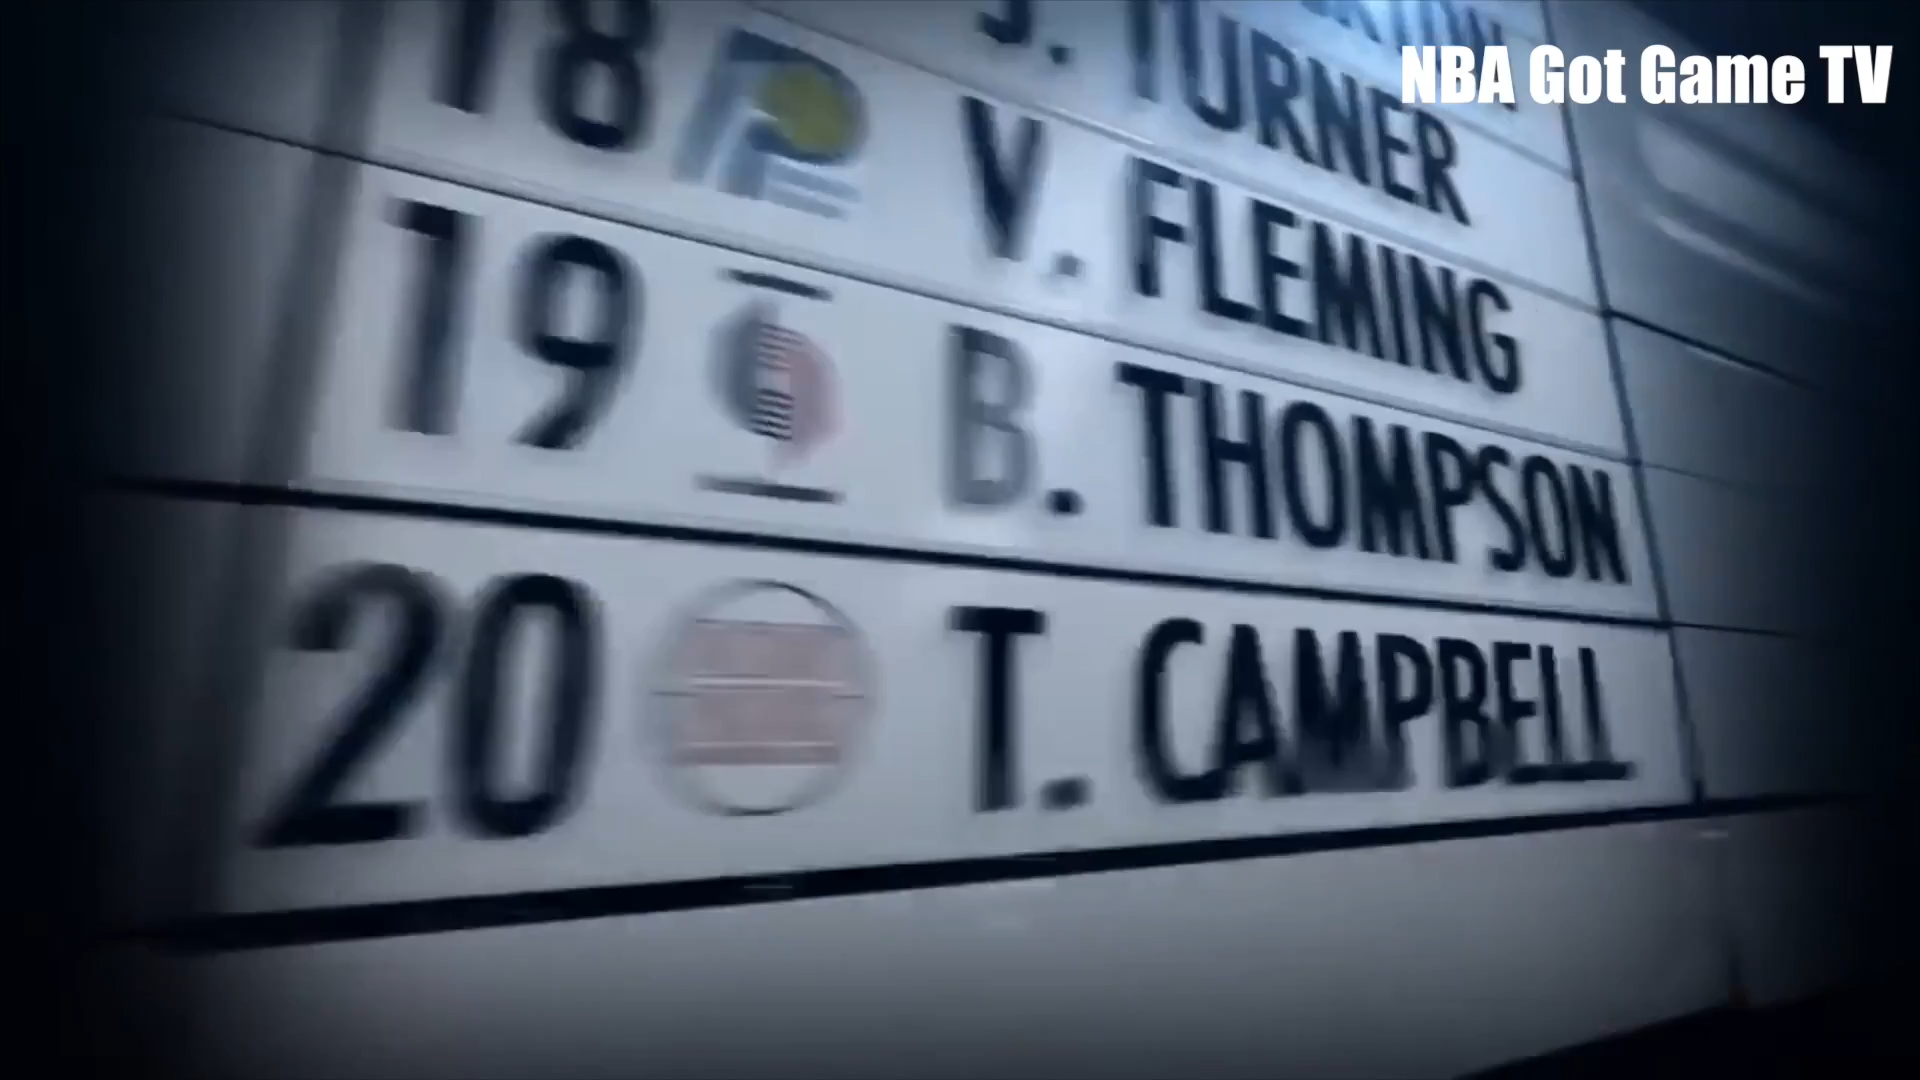 NBA Got Game TV
J. TURNER
18 V. FLEMING
19 B. THOMPSON
20 T. CAMPBELL